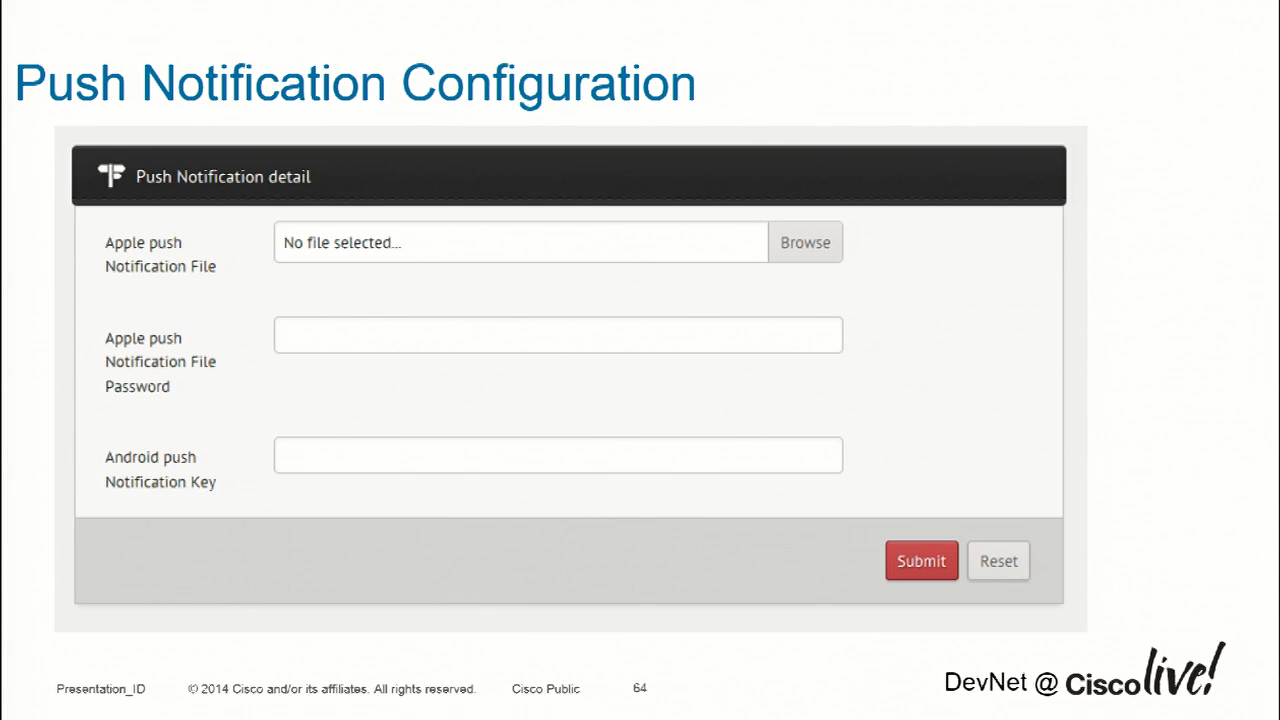 Push Notification Configuration
Push Notification detail
Apple push
Notification File
No file selected...
Browse
Apple push
Notification File
Password
Android push
Notification Key
Submit
Reset
Presentation_ID
© 2014 Cisco and/or its affiliates. All rights reserved.
Cisco Public
64
DevNet @ Cisco live!